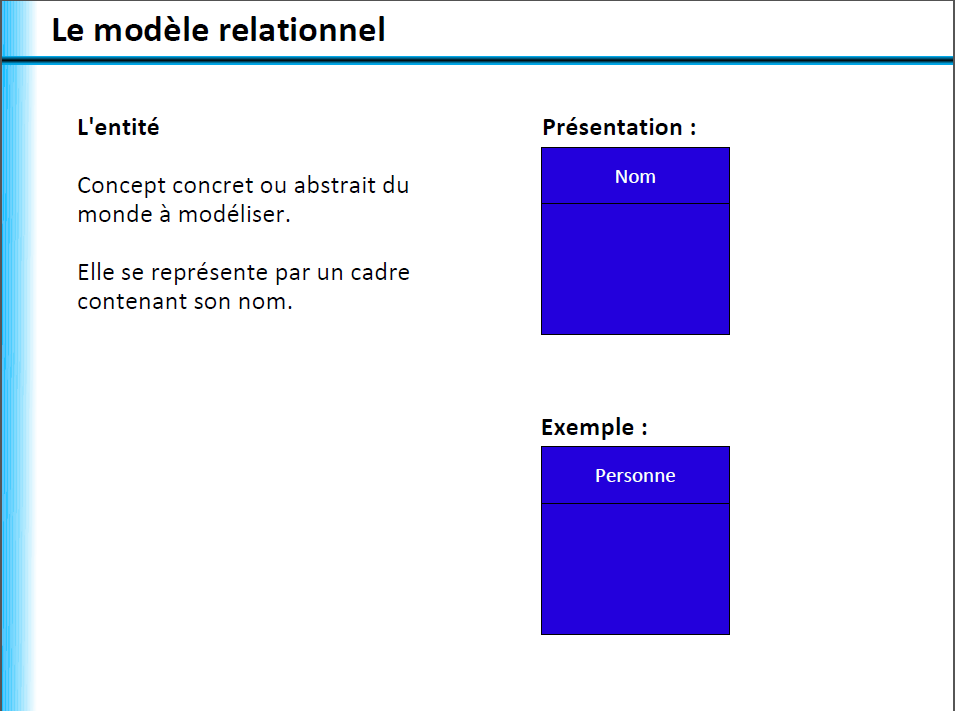 Le modèle relationnel
L'entité
Concept concret ou abstrait du
monde à modéliser.
Elle se représente par un cadre
contenant son nom.
Présentation :
Nom
Exemple :
Personne